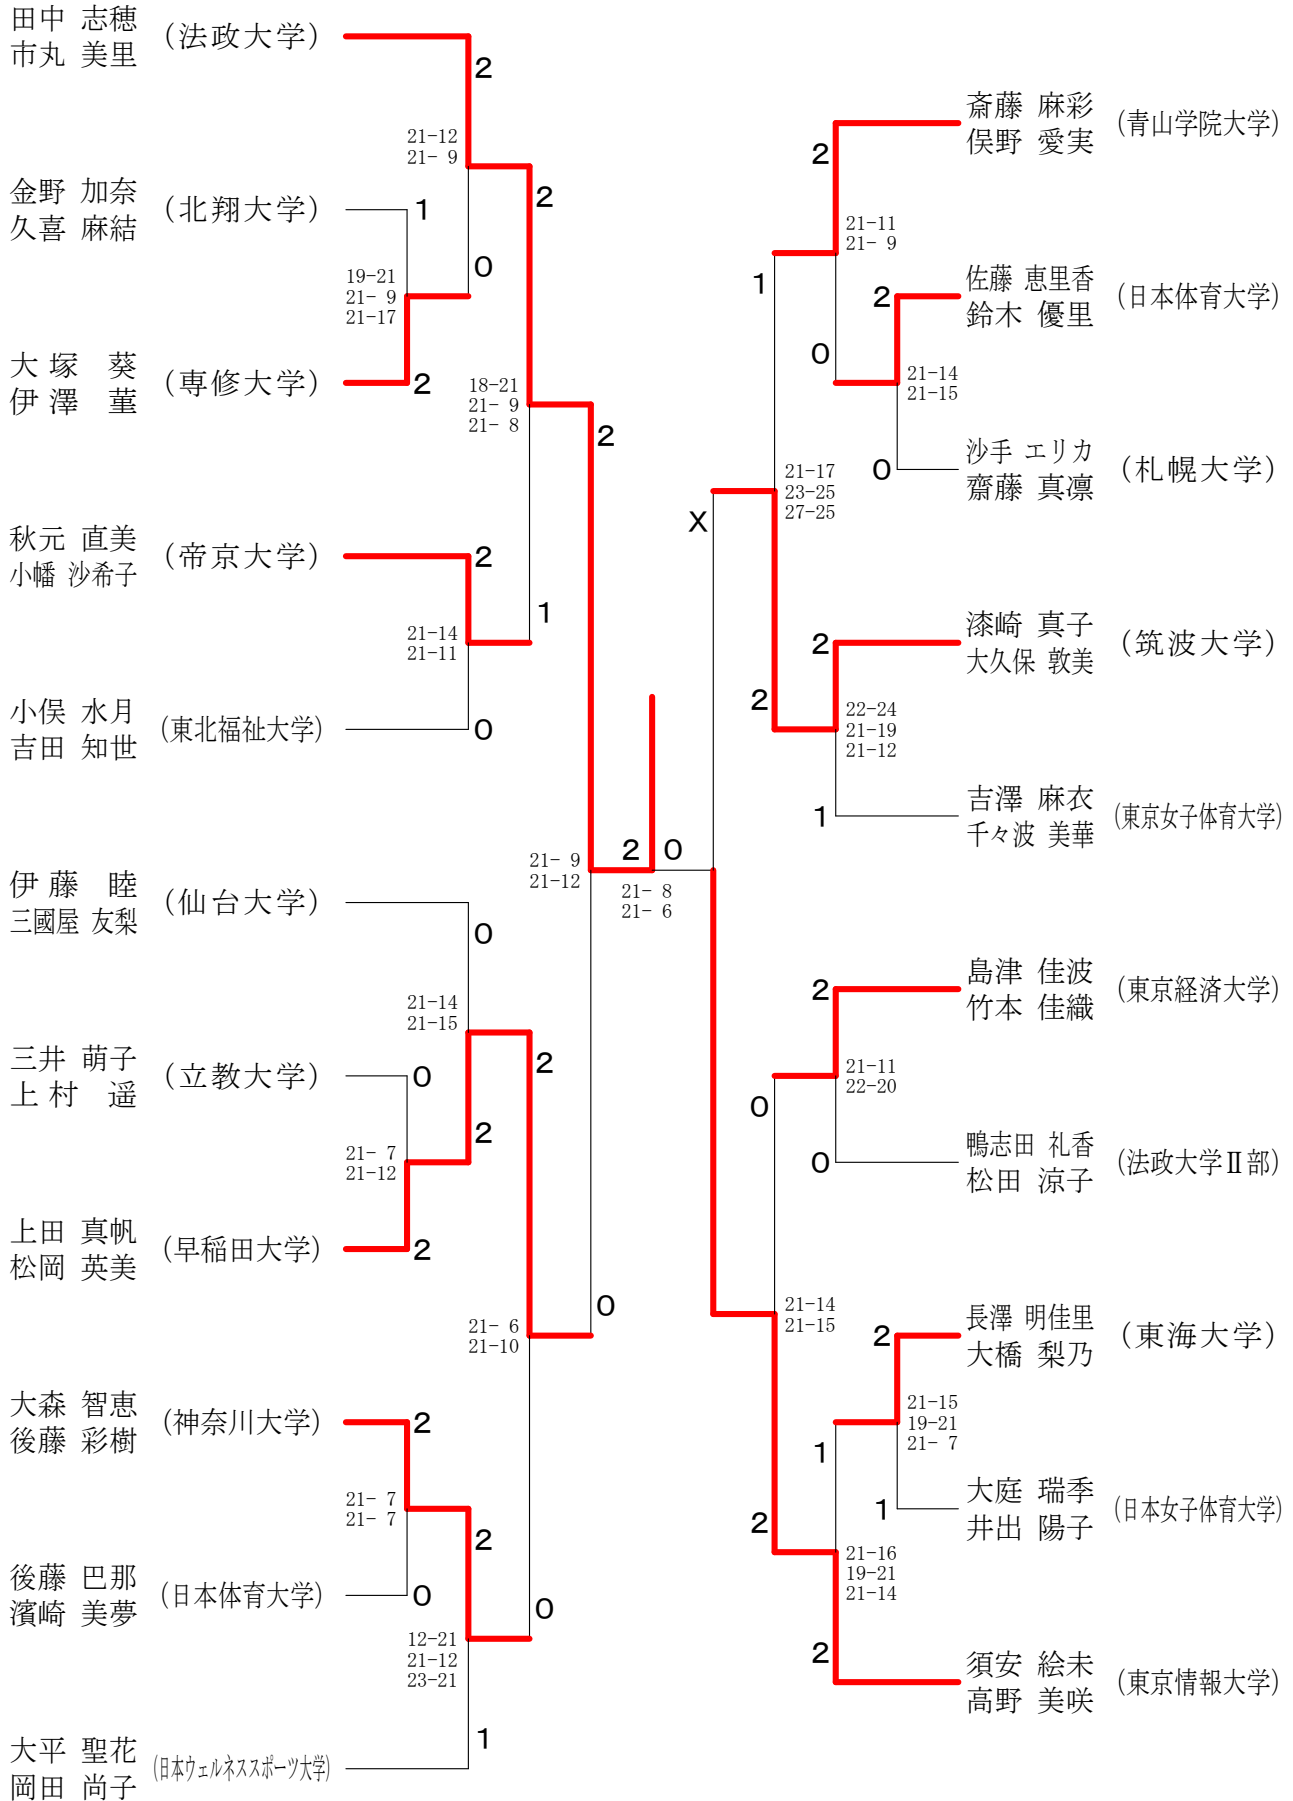 田中 志穂
市丸 美里
(法政大学)
2
21-12
21- 9
金野 加奈
久喜 麻結
(北翔大学)
1
0
2
19-21
21- 9
21-17
大塚 葵
伊澤 菫
(専修大学)
2
18-21
21- 9
21- 8
2
秋元 直美
小幡 沙希子
(帝京大学)
2
1
21-14
21-11
小俣 水月
吉田 知世
(東北福祉大学)
0
21- 9
21-12
2
0
21- 8
21- 6
伊藤 睦
三國屋 友梨
(仙台大学)
0
21-14
21-15
三井 萌子
上村 遥
(立教大学)
0
2
2
21- 7
21-12
上田 真帆
松岡 英美
(早稲田大学)
2
0
21- 6
21-10
大森 智恵
後藤 彩樹
(神奈川大学)
2
21- 7
21- 7
2
後藤 巴那
濱崎 美夢
(日本体育大学)
0
0
12-21
21-12
23-21
大平 聖花
岡田 尚子
(日本ウェルネススポーツ大学)
1
斎藤 麻彩
俣野 愛実
(青山学院大学)
2
21-11
21- 9
1
佐藤 恵里香
鈴木 優里
(日本体育大学)
2
0
21-14
21-15
沙手 エリカ
齋藤 真凛
(札幌大学)
0
21-17
23-25
27-25
X
漆崎 真子
大久保 敦美
(筑波大学)
2
2
22-24
21-19
21-12
吉澤 麻衣
千々波 美華
(東京女子体育大学)
1
島津 佳波
竹本 佳織
(東京経済大学)
2
21-11
22-20
0
鴨志田 礼香
松田 涼子
(法政大学Ⅱ部)
0
21-14
21-15
長澤 明佳里
大橋 梨乃
(東海大学)
2
21-15
19-21
21- 7
1
大庭 瑞季
井出 陽子
(日本女子体育大学)
1
2
21-16
19-21
21-14
須安 絵未
高野 美咲
(東京情報大学)
2